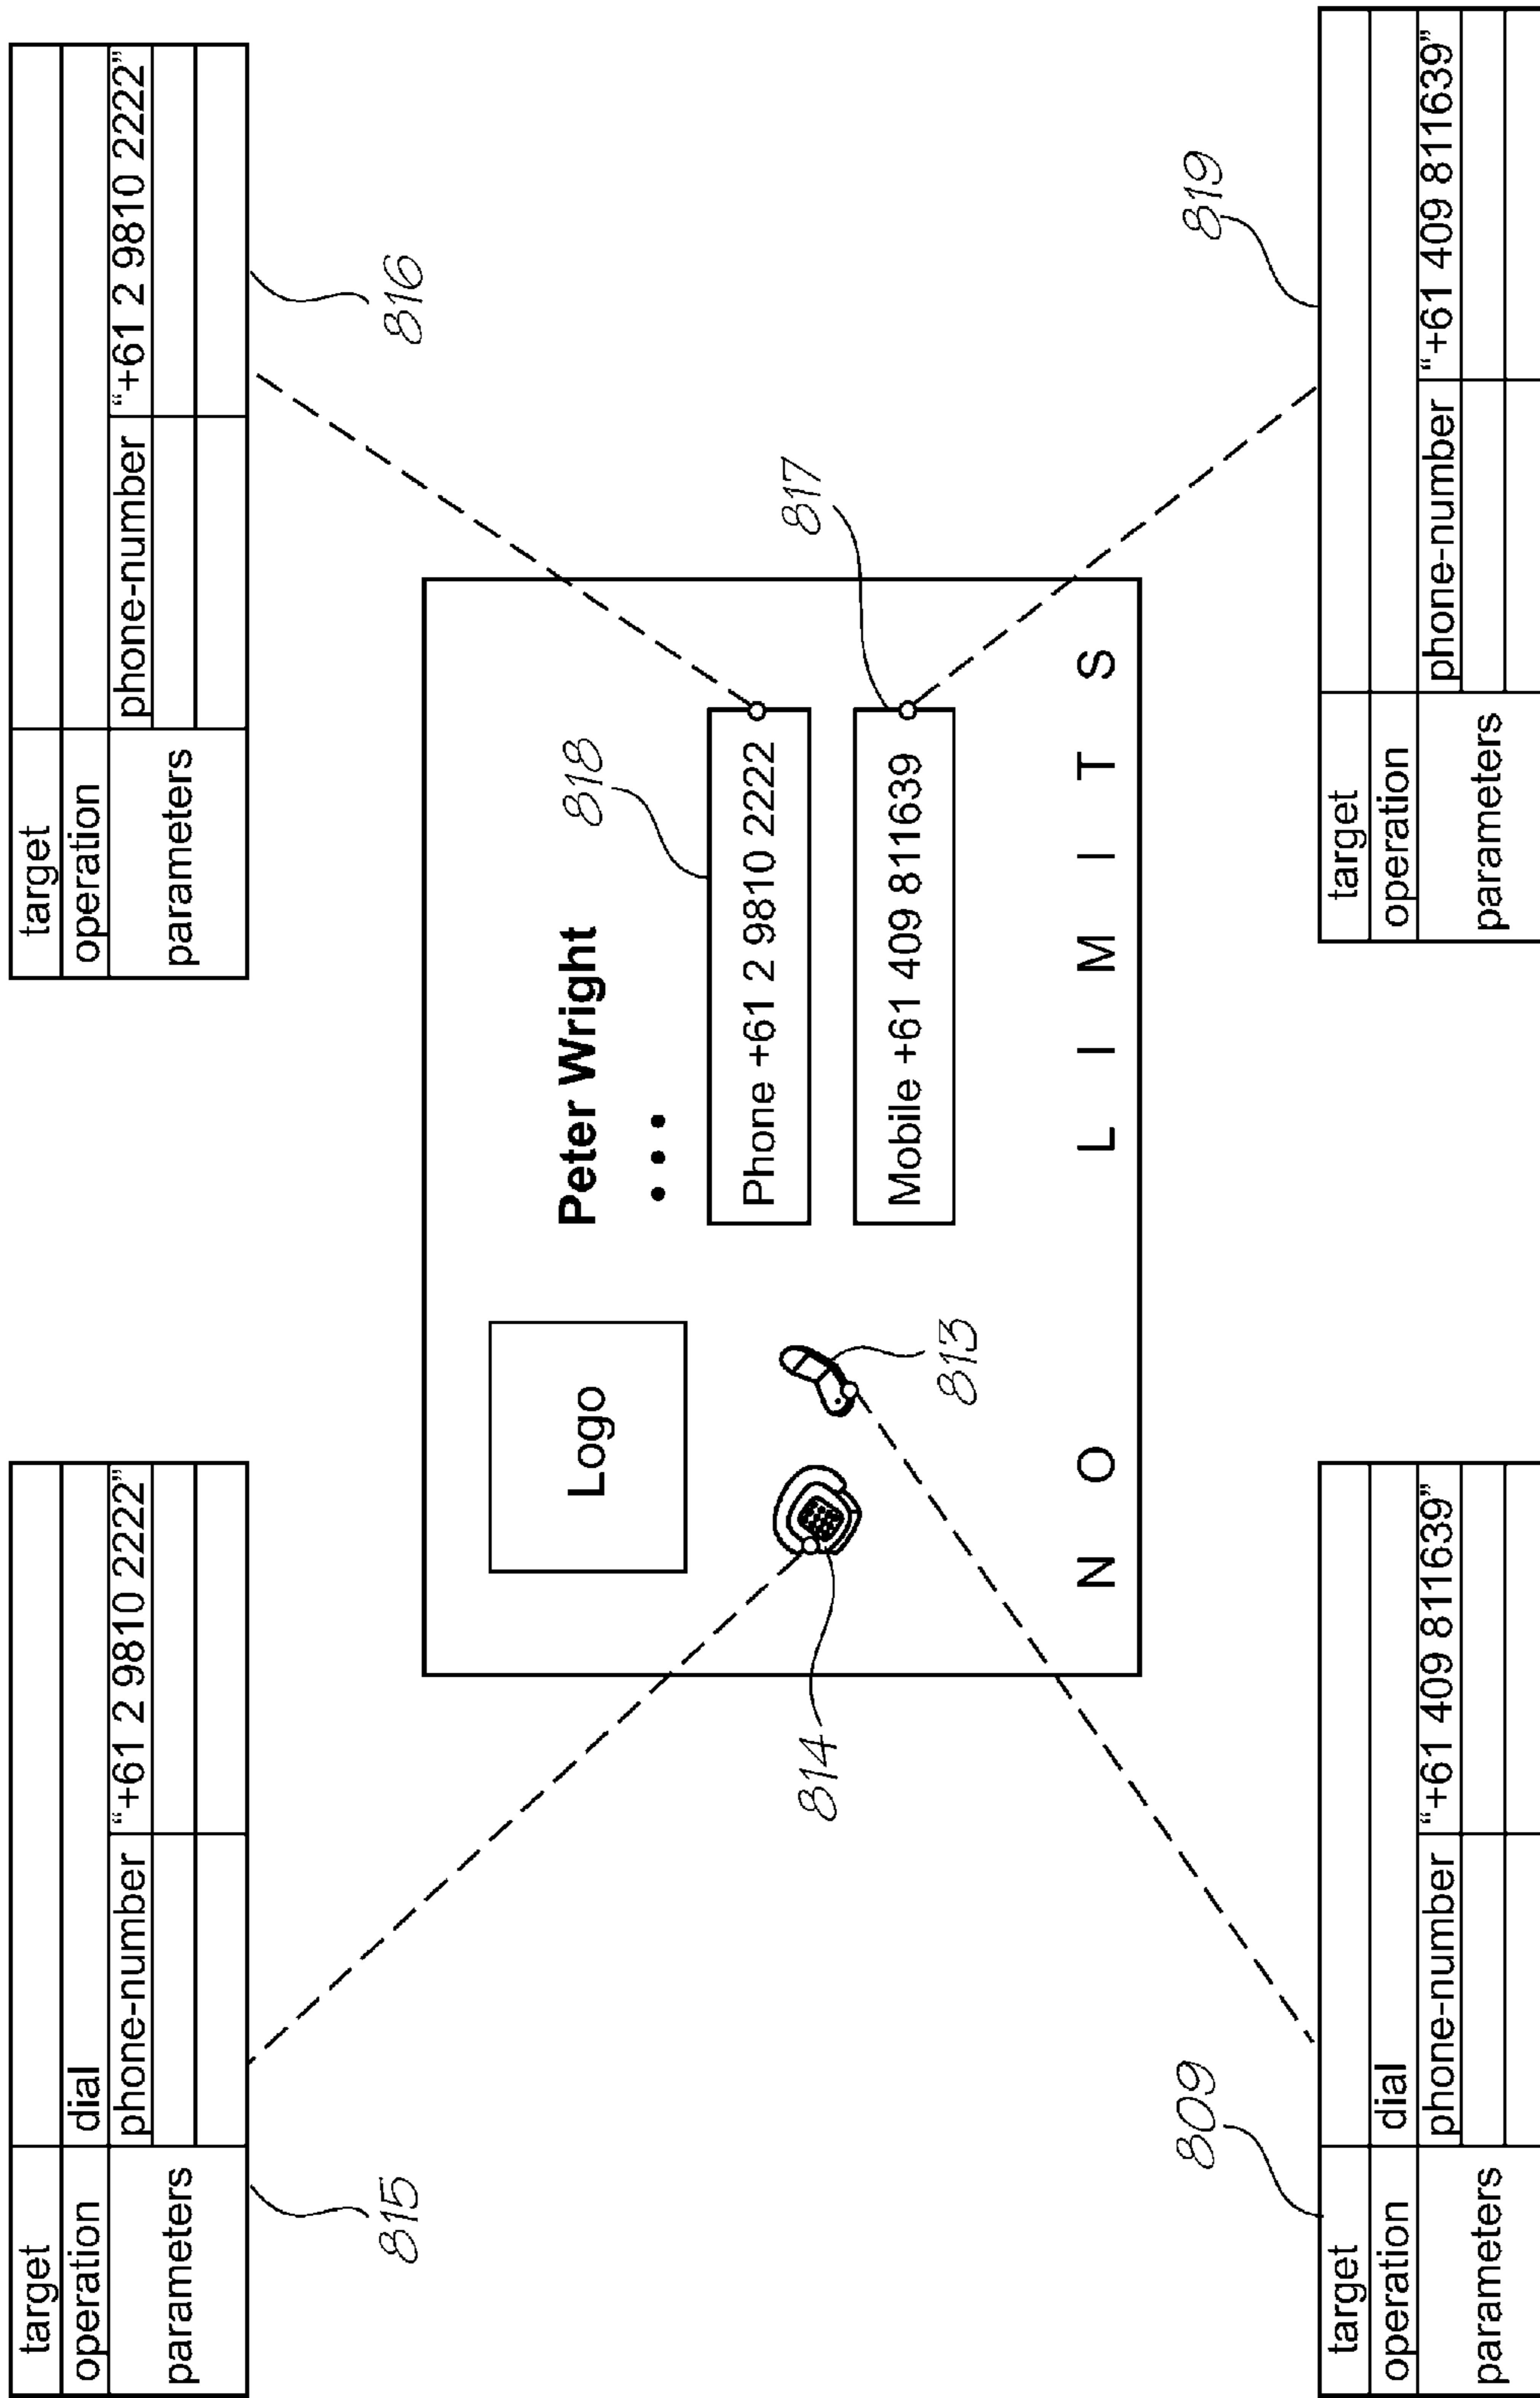 target
operation dial
parameters phone-number “+61 2 9810 2222”
815
target
operation
parameters phone-number “+61 2 9810 2222”
816
Logo
Peter Wright
• • •
818
Phone +61 2 9810 2222
817
Mobile +61 409 811639
814
813
N O L I M I T S
809
target
operation dial
parameters phone-number “+61 409 811639”
819
target
operation
parameters phone-number “+61 409 811639”